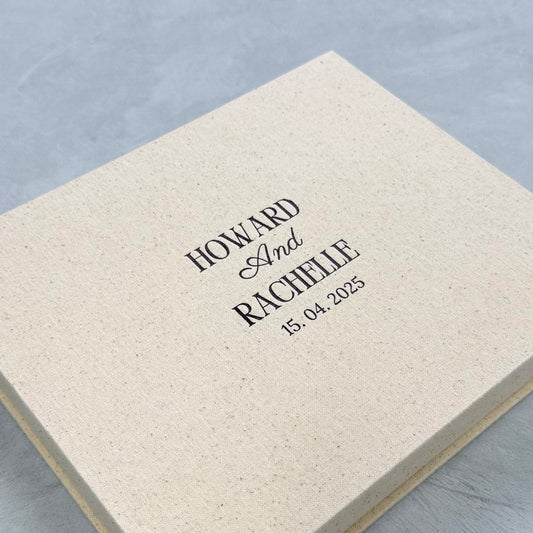 HOWARD
And
RACHELLE
15. 04. 2025